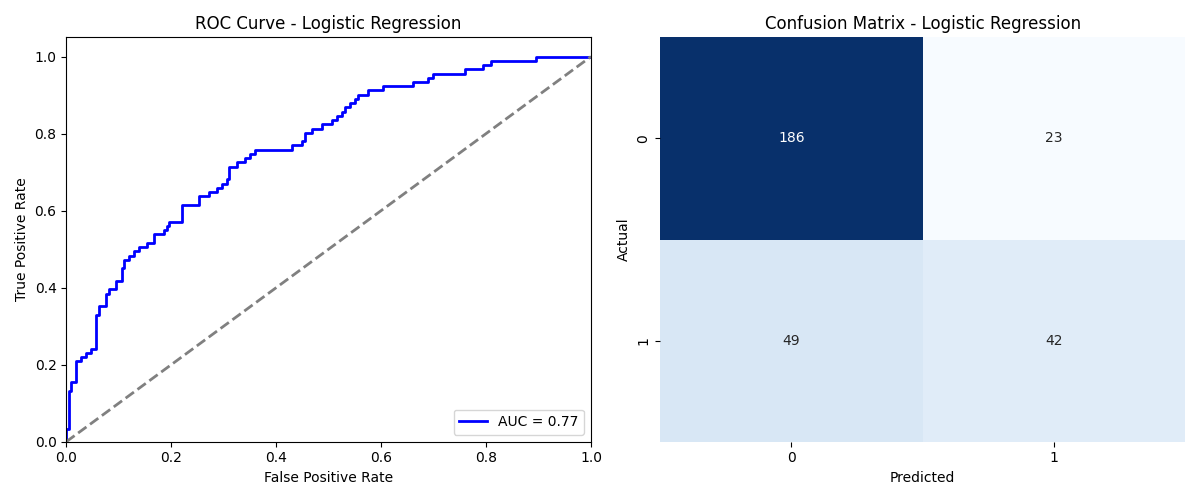 ROC Curve - Logistic Regression
True Positive Rate
1.0
0.8
0.6
0.4
0.2
0.0
0.0 0.2 0.4 0.6 0.8 1.0
False Positive Rate
AUC = 0.77
Confusion Matrix - Logistic Regression
Actual
0
1
186 23
49 42
0 1
Predicted